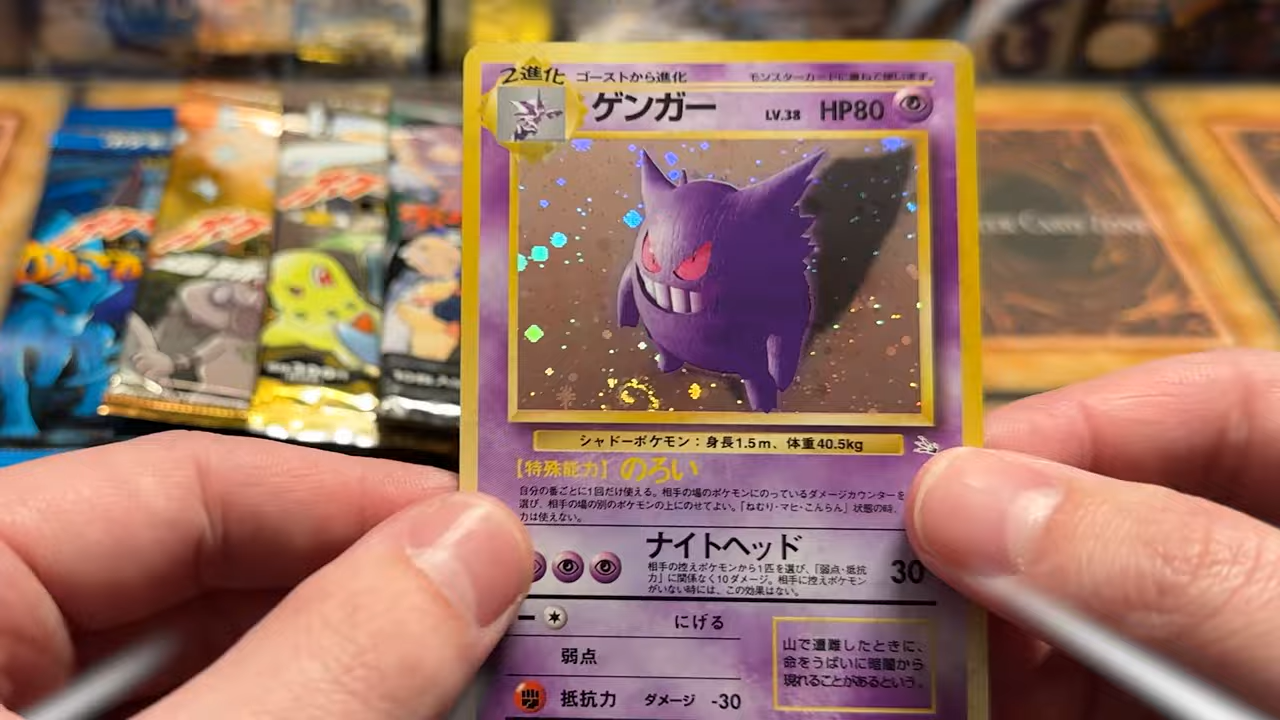 2進化 ゴーストから進化 モンスターカードに重ねて使います。
ゲンガー LV.38 HP80
シャドーポケモン：身長1.5m、体重40.5kg
【特殊能力】 のろい
自分の番ごとに1回だけ使える。相手の場のポケモンにのっているダメージカウンターを
選び、相手の場の別のポケモンの上にのせてよい。「ねむり・マヒ・こんらん」状態の時、
力は使えない。
ナイトヘッド 30
相手の控えポケモンから1匹を選び、「弱点・抵抗
力」に関係なく10ダメージ。相手に控えポケモン
がいない時には、この効果はない。
にげる
弱点
抵抗力 ダメージ -30
山で遭難したときに、
命をうばいに暗闇から
現れることがあるという。